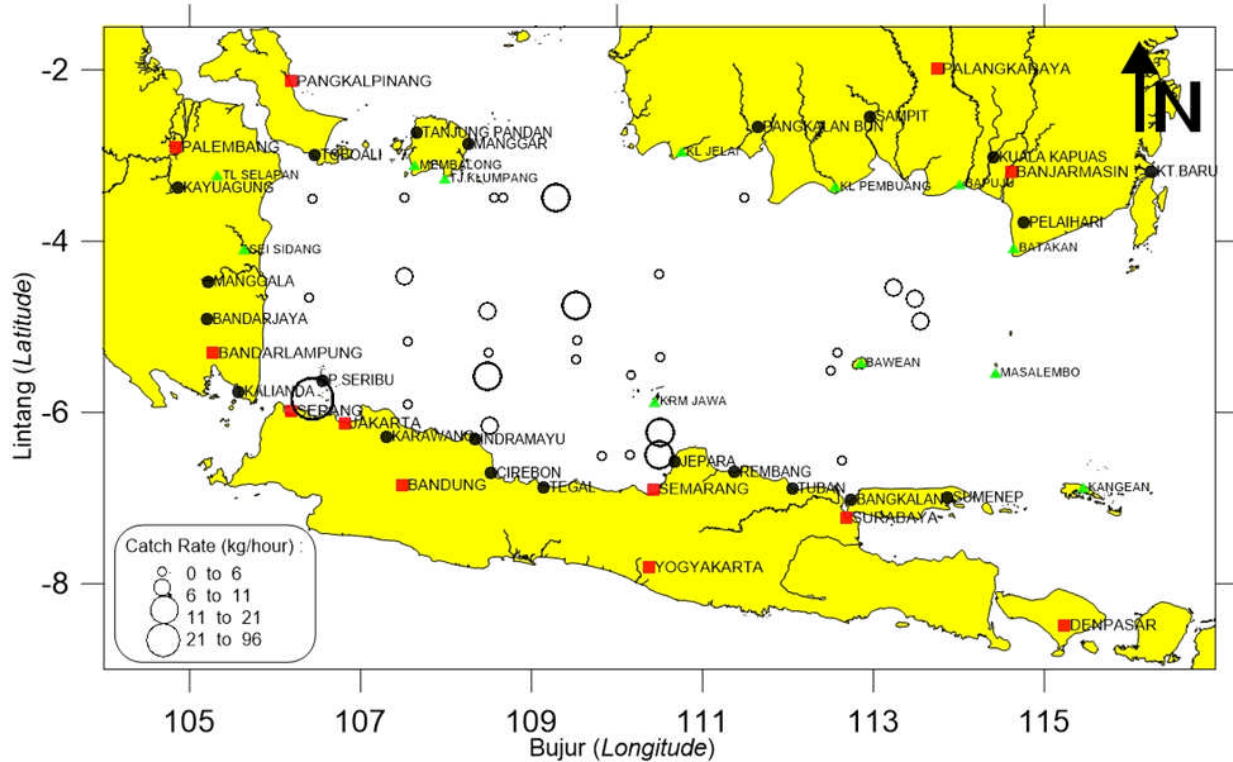 -2
-4
-6
-8
Lintang (Latitude)
PANGKALPINANG
PALANGKARAYA
N
TANJUNG PANDAN
MANGGAR
PANGKALAN BUN
SAMPIT
PALEMBANG
TOBOALI
MEMBALONG
TJ.KLUMPANG
KL JELAI
KUALA KAPUAS
TL SELAPAN
KAYUAGUNG
KL PEMBUANG
BAPUJU
BANJARMASIN
KT.BARU
PELAIHARI
SEI SIDANG
BATAKAN
MANGGALA
BANDARJAYA
BANDARLAMPUNG
BAWEAN
MASALEMBO
P.SERIBU
KALIANDA
KRM JAWA
SERANG
JAKARTA
KARAWANG
INDRAMAYU
CIREBON
JEPARA
REMBANG
BANDUNG
TEGAL
SEMARANG
TUBAN
BANGKALAN
SUMENEP
KANGEAN
SURABAYA
YOGYAKARTA
DENPASAR
Catch Rate (kg/hour) :
0 to 6
6 to 11
11 to 21
21 to 96
105 107 109 111 113 115
Bujur (Longitude)